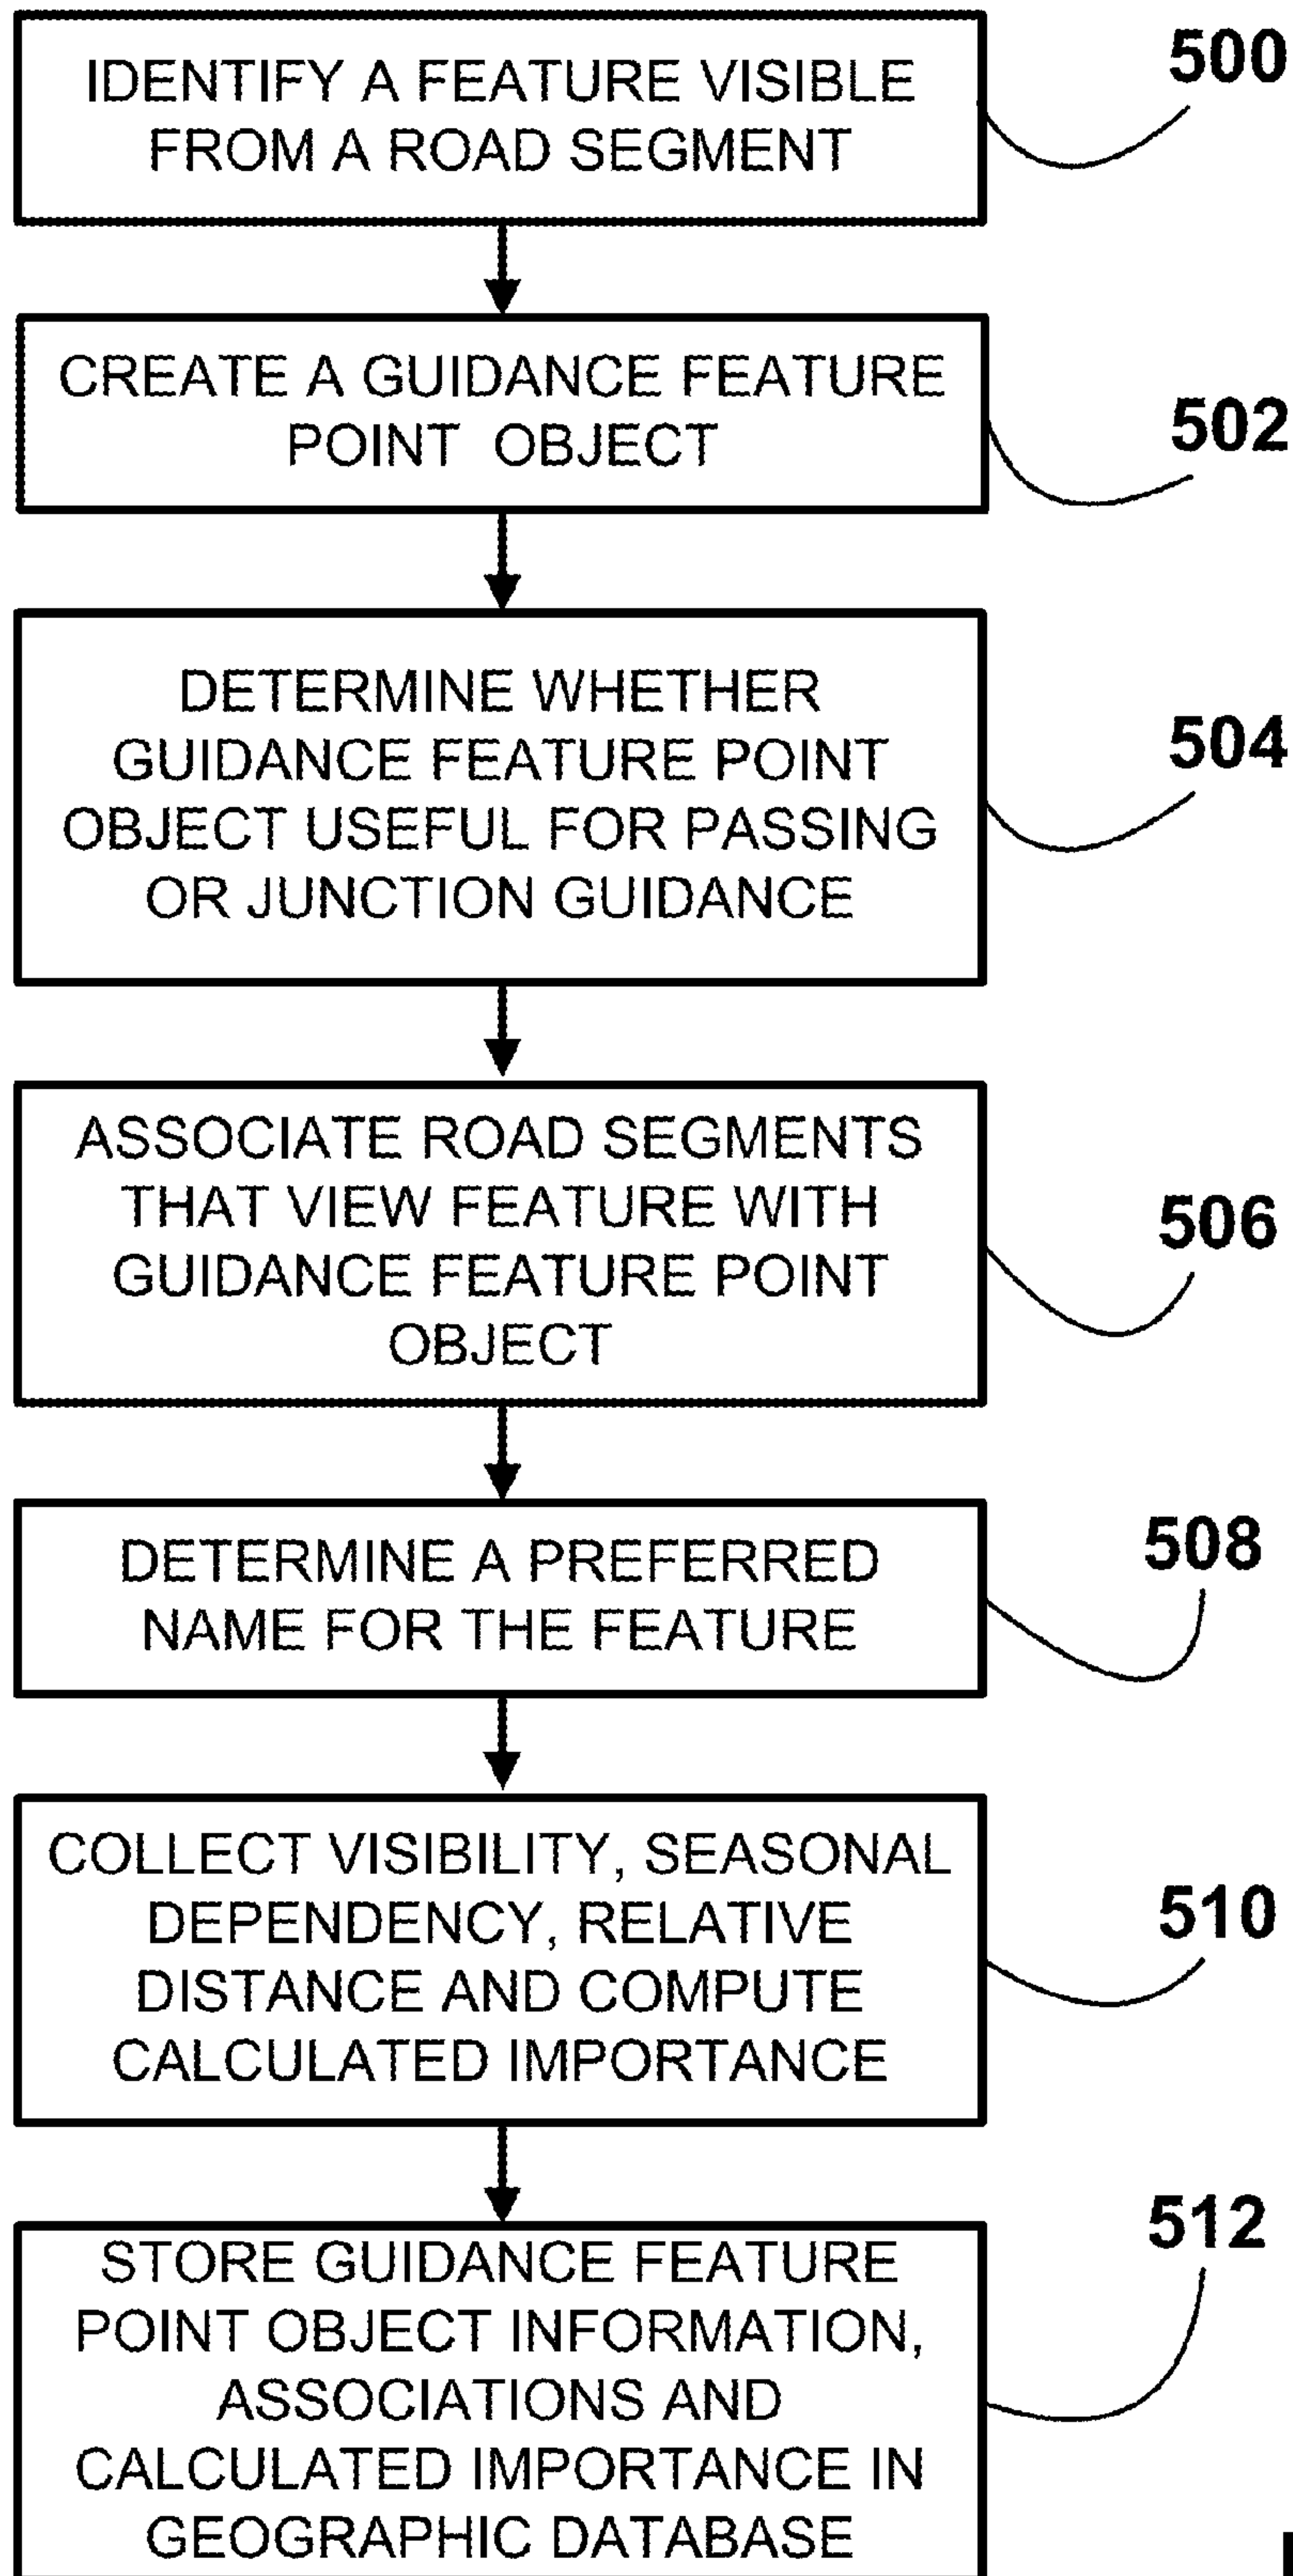 IDENTIFY A FEATURE VISIBLE
FROM A ROAD SEGMENT
500
CREATE A GUIDANCE FEATURE
POINT OBJECT
502
DETERMINE WHETHER
GUIDANCE FEATURE POINT
OBJECT USEFUL FOR PASSING
OR JUNCTION GUIDANCE
504
ASSOCIATE ROAD SEGMENTS
THAT VIEW FEATURE WITH
GUIDANCE FEATURE POINT
OBJECT
506
DETERMINE A PREFERRED
NAME FOR THE FEATURE
508
COLLECT VISIBILITY, SEASONAL
DEPENDENCY, RELATIVE
DISTANCE AND COMPUTE
CALCULATED IMPORTANCE
510
STORE GUIDANCE FEATURE
POINT OBJECT INFORMATION,
ASSOCIATIONS AND
CALCULATED IMPORTANCE IN
GEOGRAPHIC DATABASE
512